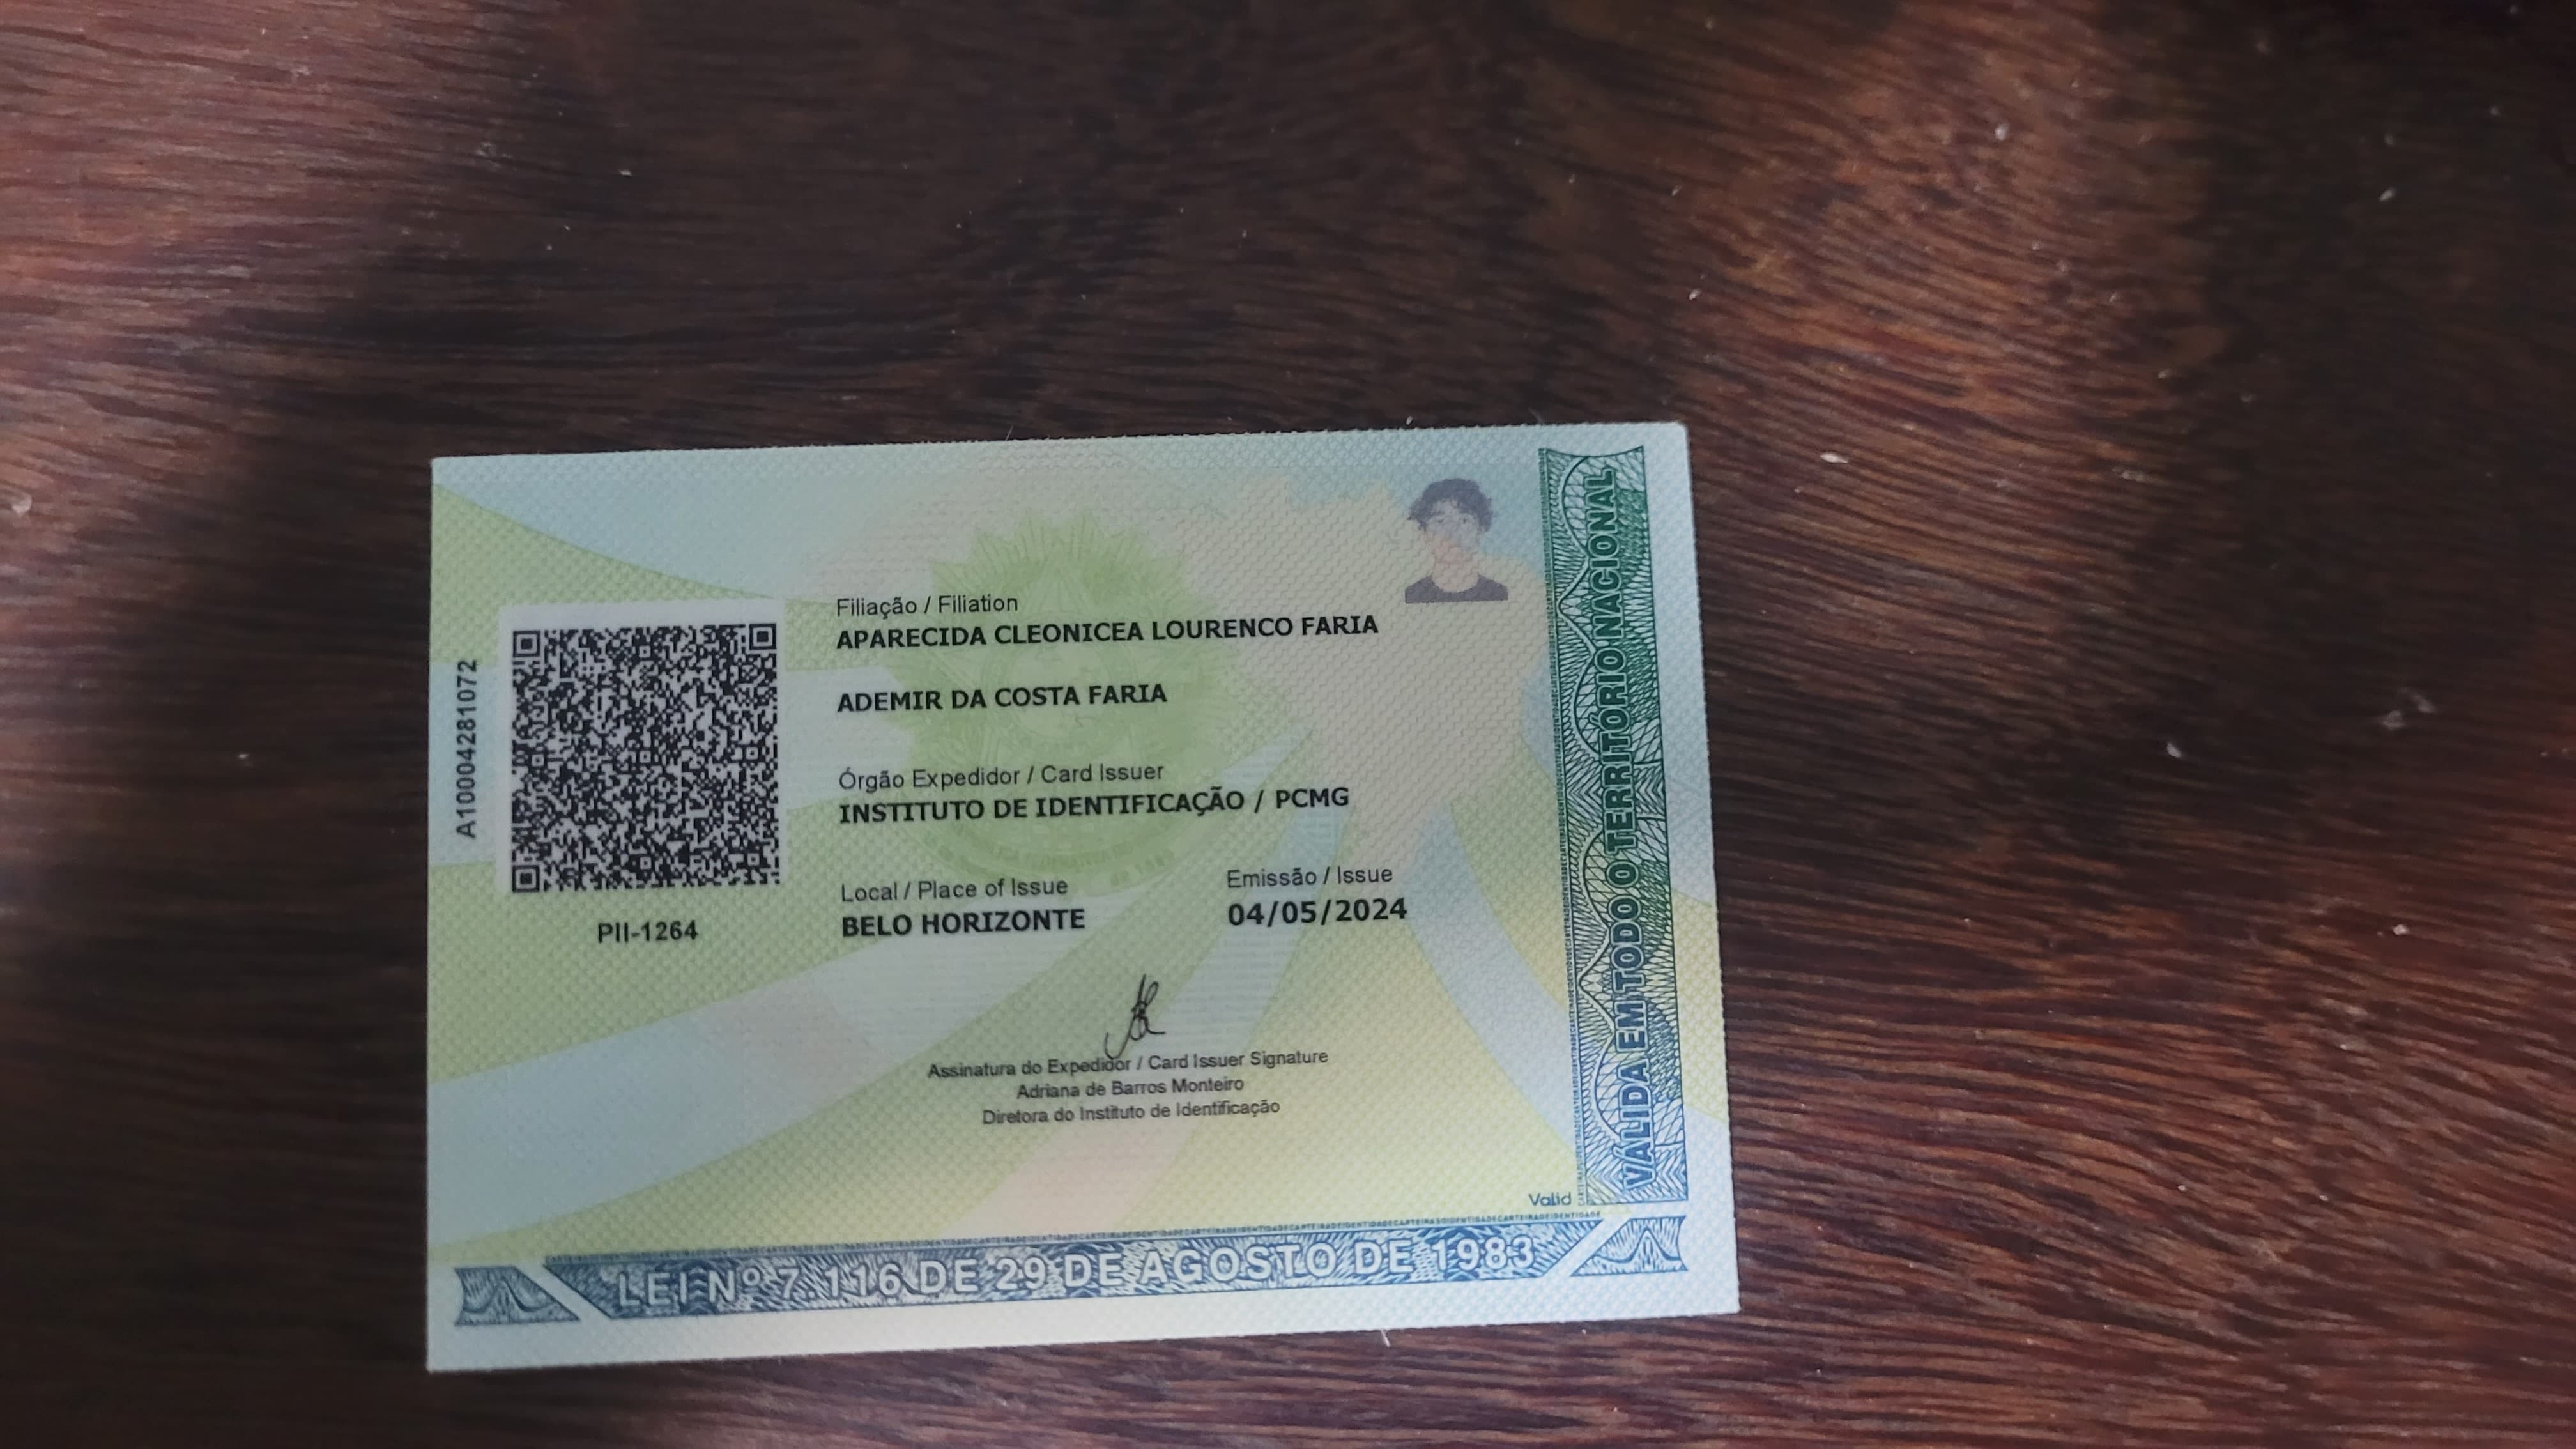 Filiação / Filiation
APARECIDA CLEONICEA LOURENCO FARIA
ADEMIR DA COSTA FARIA
Órgão Expedidor / Card Issuer
INSTITUTO DE IDENTIFICAÇÃO / PCMG
Local / Place of Issue
BELO HORIZONTE
Emissão / Issue
04/05/2024
A1000428107​2
PII-1264
Assinatura do Expedidor / Card Issuer Signature
Adriana de Barros Monteiro
Diretora do Instituto de Identificação
Valid
VÁLIDA EM TODO O TERRITÓRIO NACIONAL
LEI Nº 7.116 DE 29 DE AGOSTO DE 1983